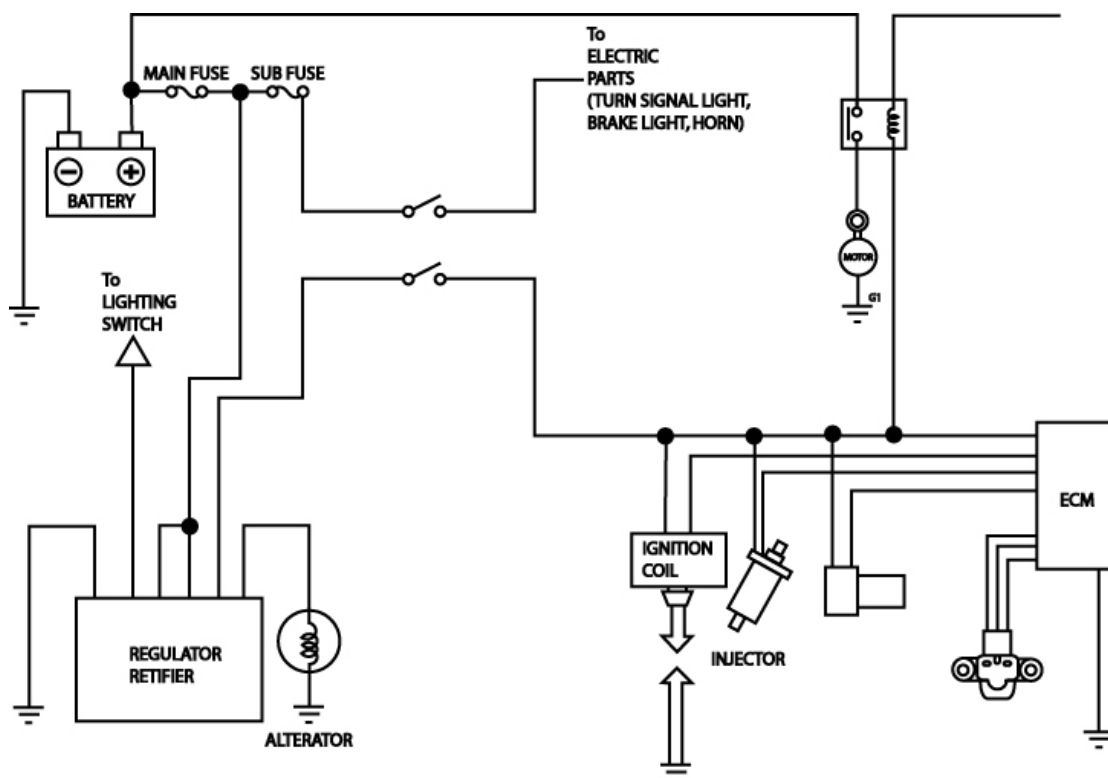 To
ELECTRIC
PARTS
(TURN SIGNAL LIGHT,
BRAKE LIGHT, HORN)
MAIN FUSE
SUB FUSE
BATTERY
To
LIGHTING
SWITCH
MOTOR
G1
ECM
IGNITION
COIL
INJECTOR
REGULATOR
RETIFIER
ALTERATOR